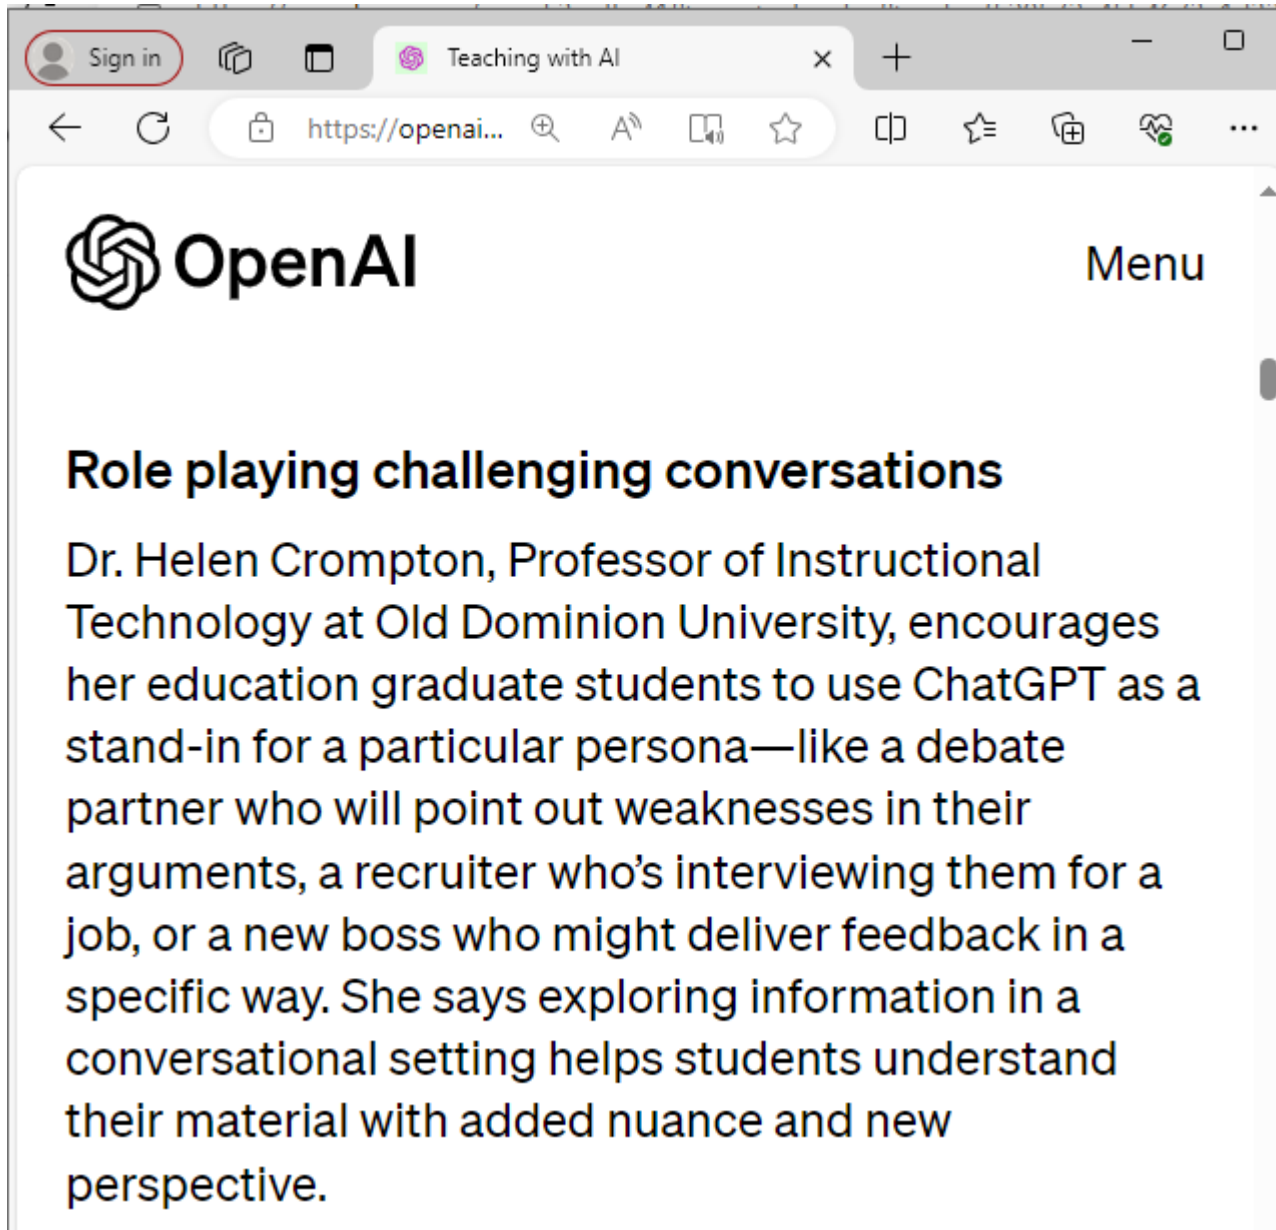 Sign in
Teaching with AI
https://openai...
OpenAI
Menu
Role playing challenging conversations
Dr. Helen Crompton, Professor of Instructional
Technology at Old Dominion University, encourages
her education graduate students to use ChatGPT as a
stand-in for a particular persona—like a debate
partner who will point out weaknesses in their
arguments, a recruiter who’s interviewing them for a
job, or a new boss who might deliver feedback in a
specific way. She says exploring information in a
conversational setting helps students understand
their material with added nuance and new
perspective.